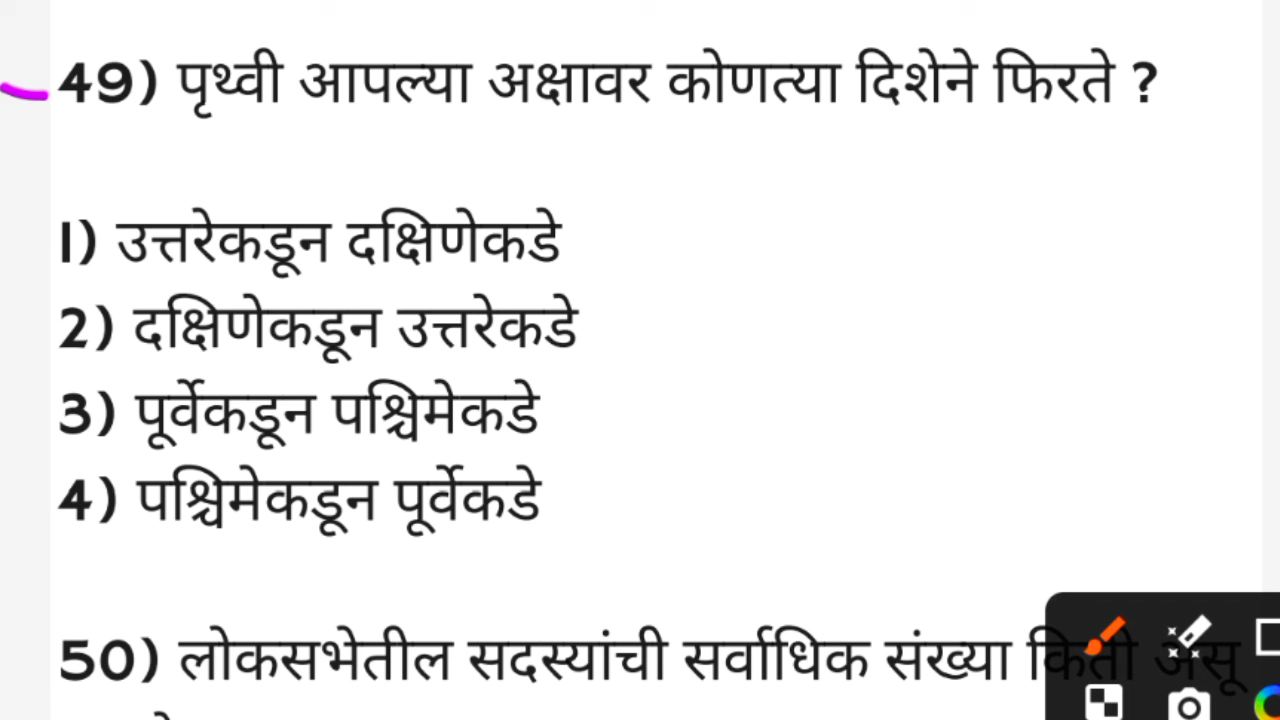 49) पृथ्वी आपल्या अक्षावर कोणत्या दिशेने फिरते ?
1) उत्तरेकडून दक्षिणेकडे
2) दक्षिणेकडून उत्तरेकडे
3) पूर्वेकडून पश्चिमेकडे
4) पश्चिमेकडून पूर्वेकडे
50) लोकसभेतील सदस्यांची सर्वाधिक संख्या किती असू